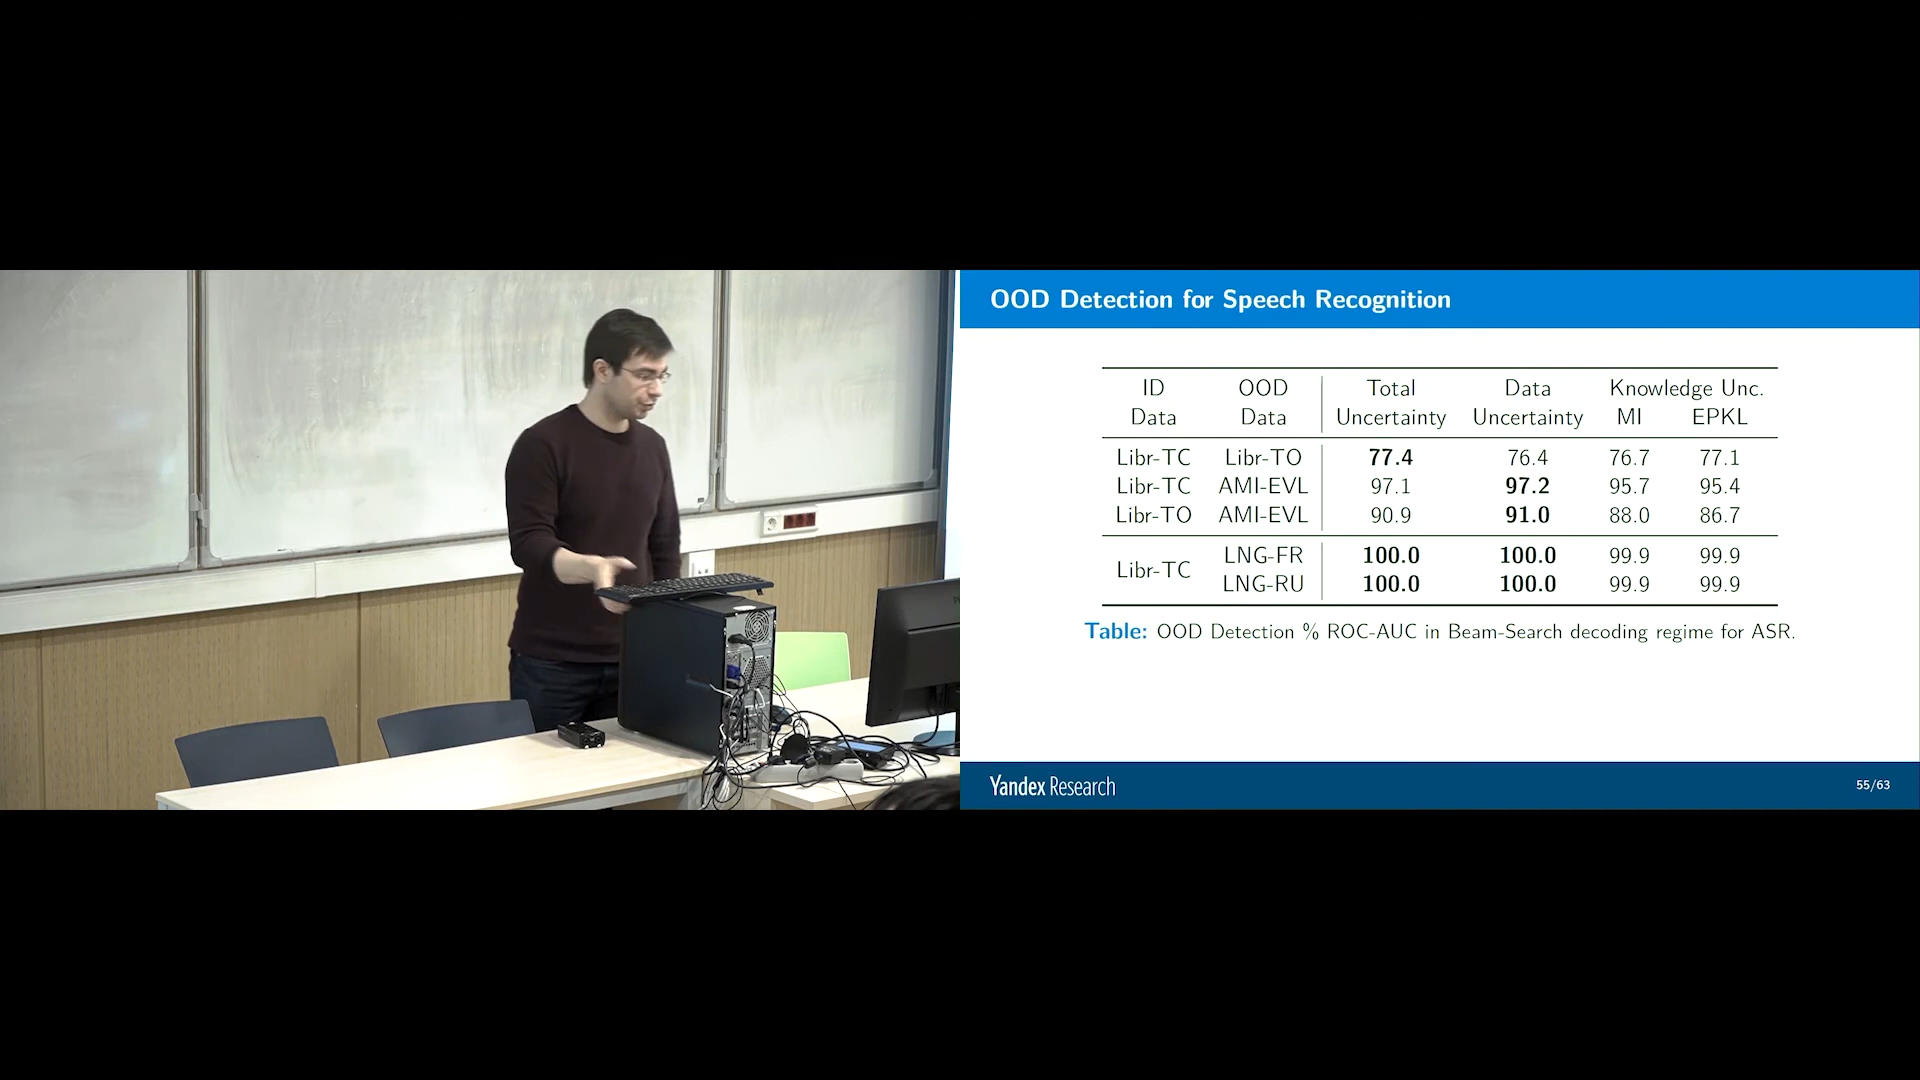 OOD Detection for Speech Recognition
ID Data OOD Data Total Uncertainty Data Uncertainty Knowledge Unc. MI EPKL
Libr-TC Libr-TO 77.4 76.4 76.7 77.1
Libr-TC AMI-EVL 97.1 97.2 95.7 95.4
Libr-TO AMI-EVL 90.9 91.0 88.0 86.7
Libr-TC LNG-FR 100.0 100.0 99.9 99.9
LNG-RU 100.0 100.0 99.9 99.9
Table: OOD Detection % ROC-AUC in Beam-Search decoding regime for ASR.
Yandex Research
55/63